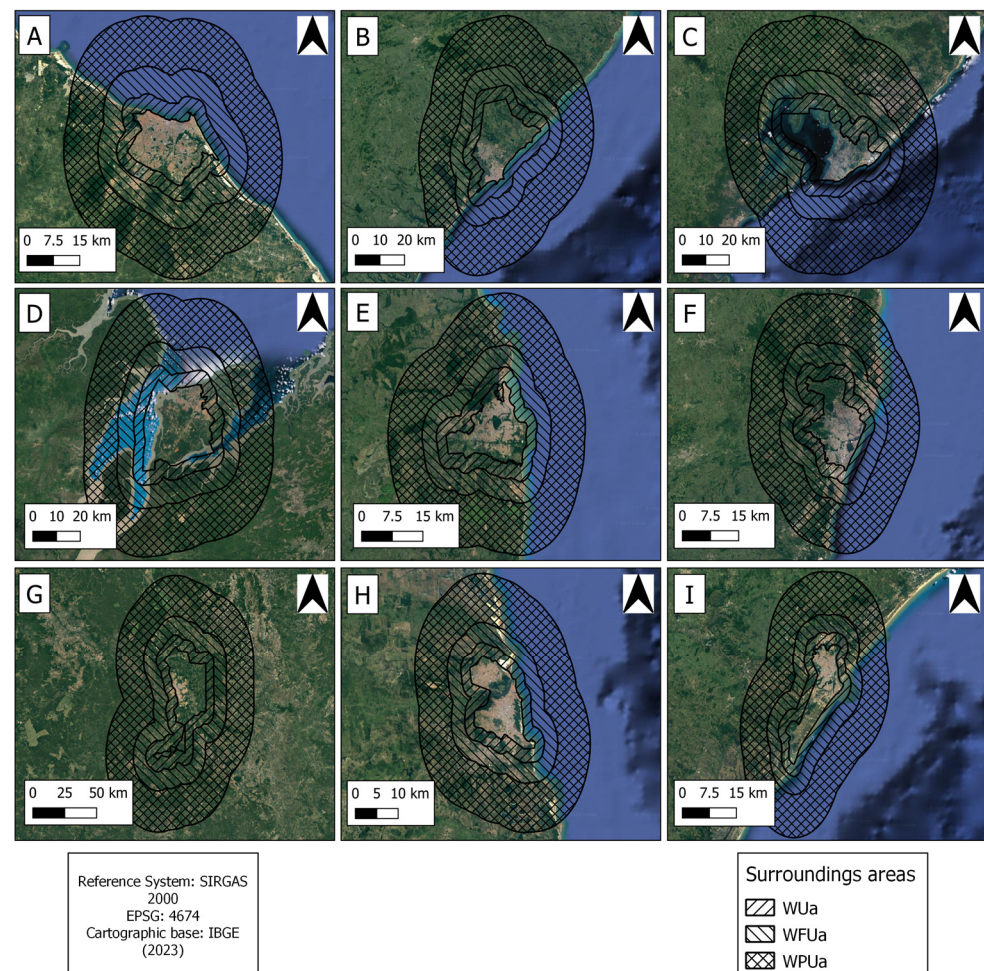 A
B
C
0 7.5 15 km
0 10 20 km
0 10 20 km
D
E
F
0 10 20 km
0 7.5 15 km
0 7.5 15 km
G
H
I
0 25 50 km
0 5 10 km
0 7.5 15 km
Reference System: SIRGAS
2000
EPSG: 4674
Cartographic base: IBGE
(2023)
Surroundings areas
WUa
WFUa
WPUa